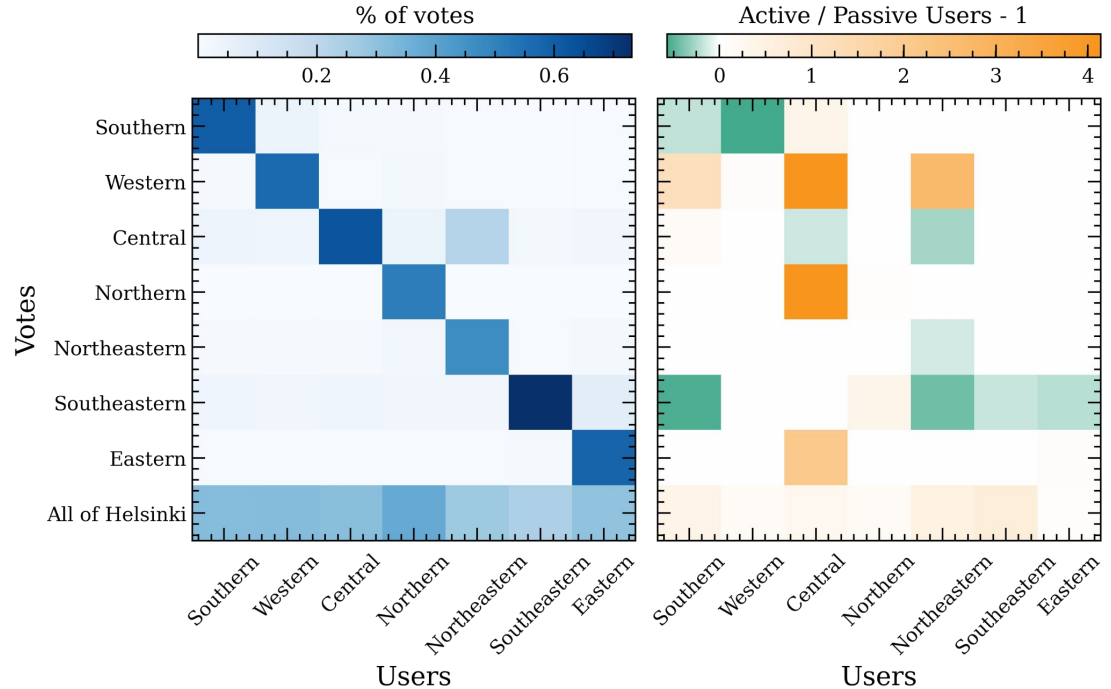 % of votes
Active / Passive Users - 1
0.2 0.4 0.6
0 1 2 3 4
Votes
Southern
Western
Central
Northern
Northeastern
Southeastern
Eastern
All of Helsinki
Southern Western Central Northern Northeastern Southeastern Eastern
Southern Western Central Northern Northeastern Southeastern Eastern
Users
Users